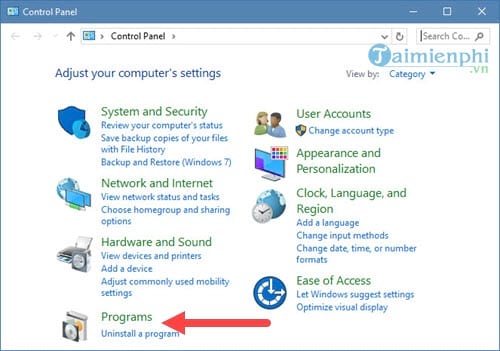 Control Panel
Control Panel
Search Co...
Taimienphi
.vn
Adjust your computer's settings
View by: Category
System and Security
Review your computer's status
Save backup copies of your files
with File History
Backup and Restore (Windows 7)
Network and Internet
View network status and tasks
Choose homegroup and sharing
options
Hardware and Sound
View devices and printers
Add a device
Adjust commonly used mobility
settings
Programs
Uninstall a program
User Accounts
Change account type
Appearance and
Personalization
Clock, Language, and
Region
Add a language
Change input methods
Change date, time, or number
formats
Ease of Access
Let Windows suggest settings
Optimize visual display